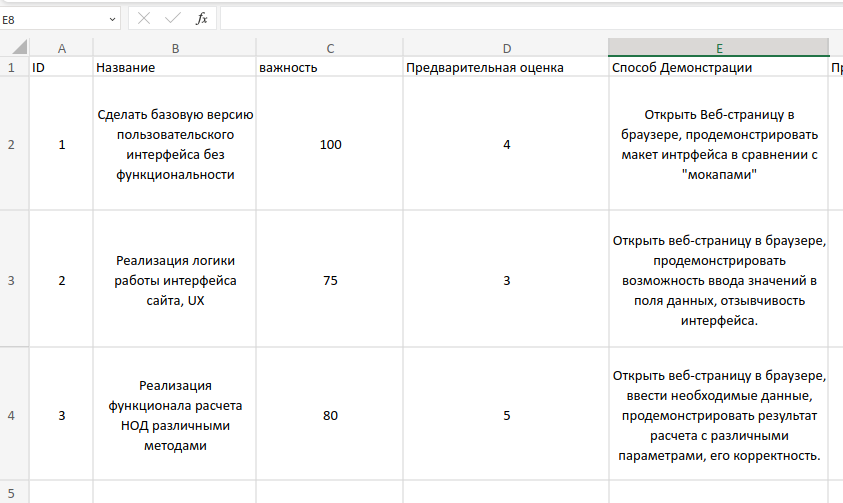 E8
fx
A B C D E
1 ID Название важность Предварительная оценка Способ Демонстрации
2 1 Сделать базовую версию
пользовательского
интерфейса без
функциональности 100 4 Открыть Веб-страницу в
браузере, продемонстрировать
макет интрфейса в сравнении с
"мокапами"
3 2 Реализация логики
работы интерфейса
сайта, UX 75 3 Открыть веб-страницу в браузере,
продемонстрировать
возможность ввода значений в
поля данных, отзывчивость
интерфейса.
4 3 Реализация
функционала расчета
НОД различными
методами 80 5 Открыть веб-страницу в браузере,
ввести необходимые данные,
продемонстрировать результат
расчета с различными
параметрами, его корректность.
5